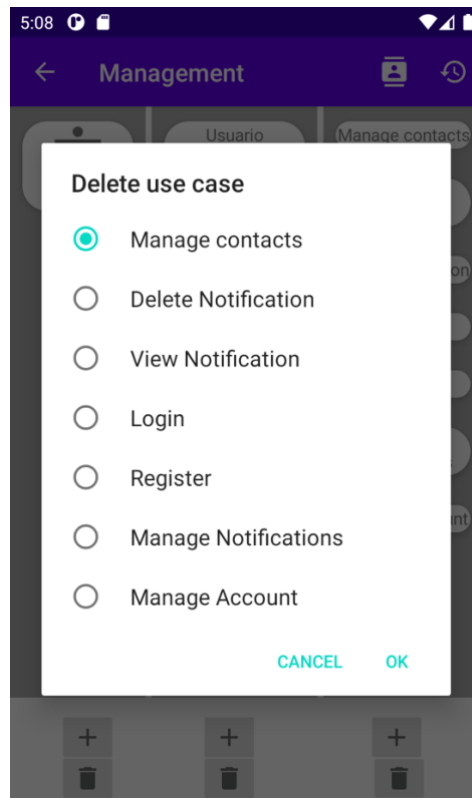 5:08
Management
Usuario
Manage contacts
Delete use case
Manage contacts
Delete Notification
View Notification
Login
Register
Manage Notifications
Manage Account
CANCEL
OK